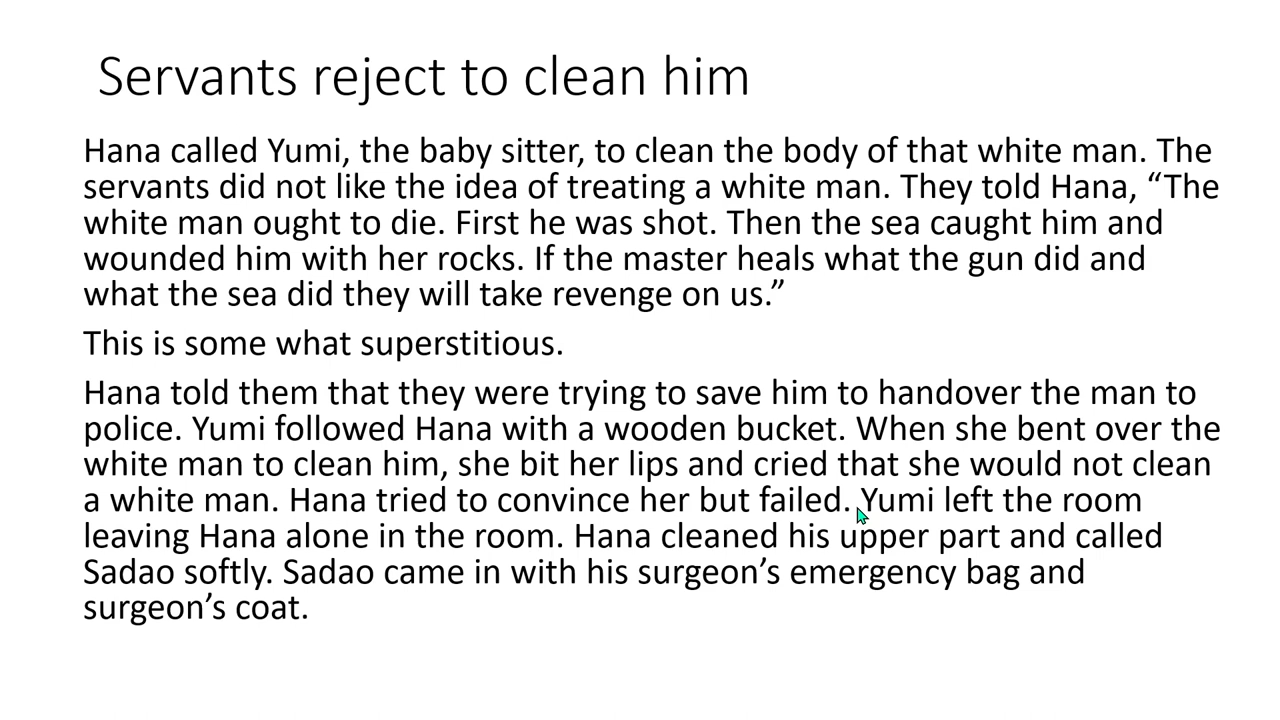 Servants reject to clean him
Hana called Yumi, the baby sitter, to clean the body of that white man. The
servants did not like the idea of treating a white man. They told Hana, “The
white man ought to die. First he was shot. Then the sea caught him and
wounded him with her rocks. If the master heals what the gun did and
what the sea did they will take revenge on us.”
This is some what superstitious.
Hana told them that they were trying to save him to handover the man to
police. Yumi followed Hana with a wooden bucket. When she bent over the
white man to clean him, she bit her lips and cried that she would not clean
a white man. Hana tried to convince her but failed. Yumi left the room
leaving Hana alone in the room. Hana cleaned his upper part and called
Sadao softly. Sadao came in with his surgeon’s emergency bag and
surgeon’s coat.